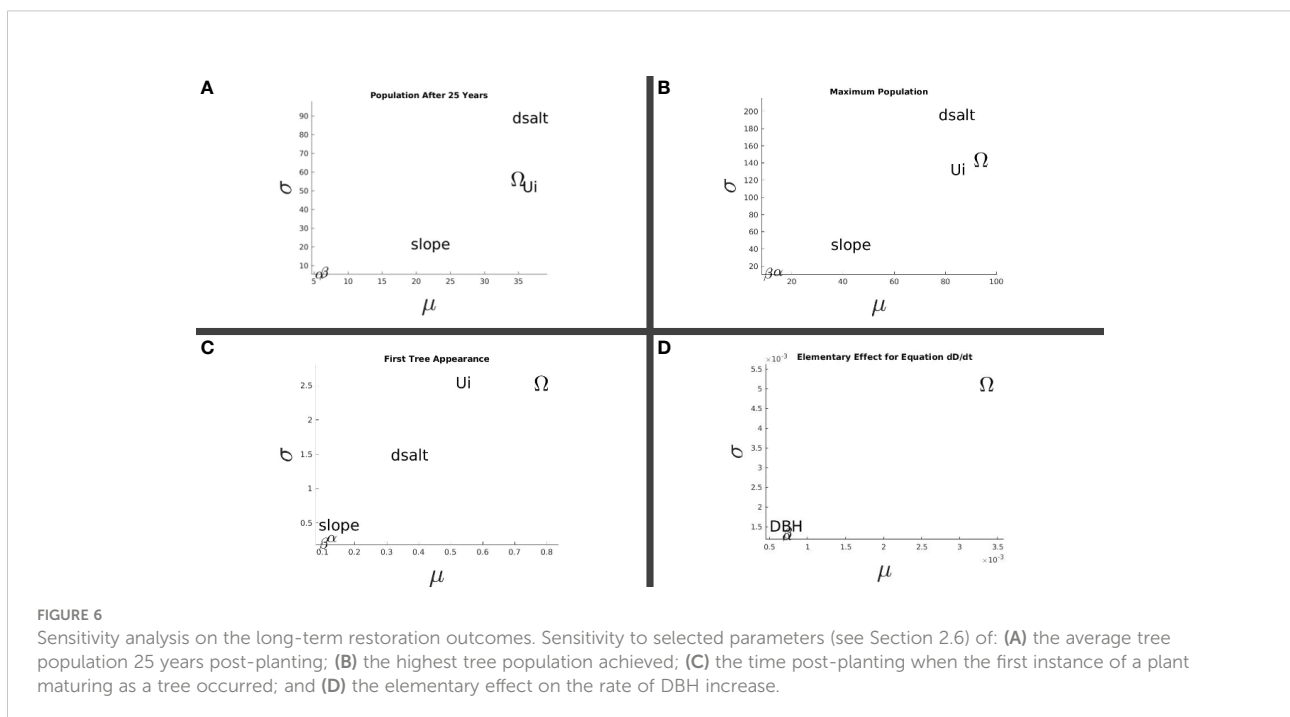 A
Population After 25 Years
90
80
70
60
50
40
30
20
10
σ
dsalt
Ω
Ui
slope
α β
5 10 15 20 25 30 35
μ
B
Maximum Population
200
180
160
140
120
100
80
60
40
20
σ
dsalt
Ω
Ui
slope
β α
20 40 60 80 100
μ
C
First Tree Appearance
2.5
2
1.5
1
0.5
σ
Ui Ω
dsalt
slope
α
β
0.1 0.2 0.3 0.4 0.5 0.6 0.7 0.8
μ
D
×10⁻³ Elementary Effect for Equation dD/dt
5.5
5
4.5
4
3.5
3
2.5
2
1.5
σ
Ω
DBH
α
0.5 1 1.5 2 2.5 3 3.5
×10⁻³
μ
FIGURE 6
Sensitivity analysis on the long-term restoration outcomes. Sensitivity to selected parameters (see Section 2.6) of: (A) the average tree
population 25 years post-planting; (B) the highest tree population achieved; (C) the time post-planting when the first instance of a plant
maturing as a tree occurred; and (D) the elementary effect on the rate of DBH increase.